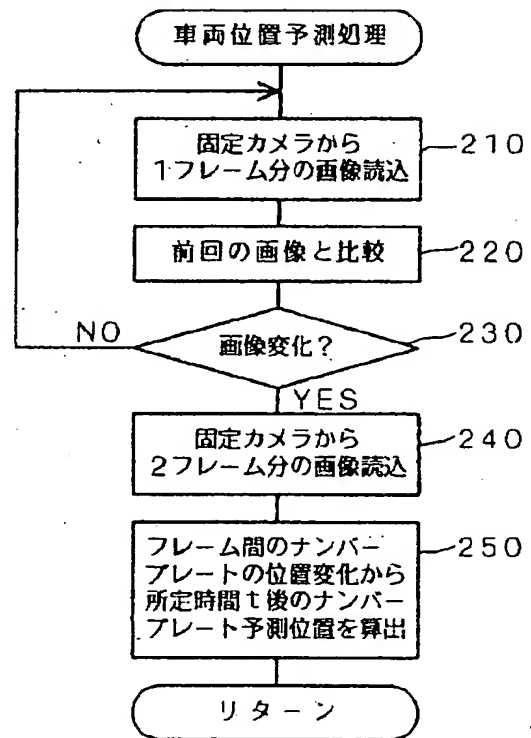 車両位置予測処理
固定カメラから
1フレーム分の画像読込
210
前回の画像と比較
220
画像変化？
230
NO
YES
固定カメラから
2フレーム分の画像読込
240
フレーム間のナンバー
プレートの位置変化から
所定時間t後のナンバー
プレート予測位置を算出
250
リターン